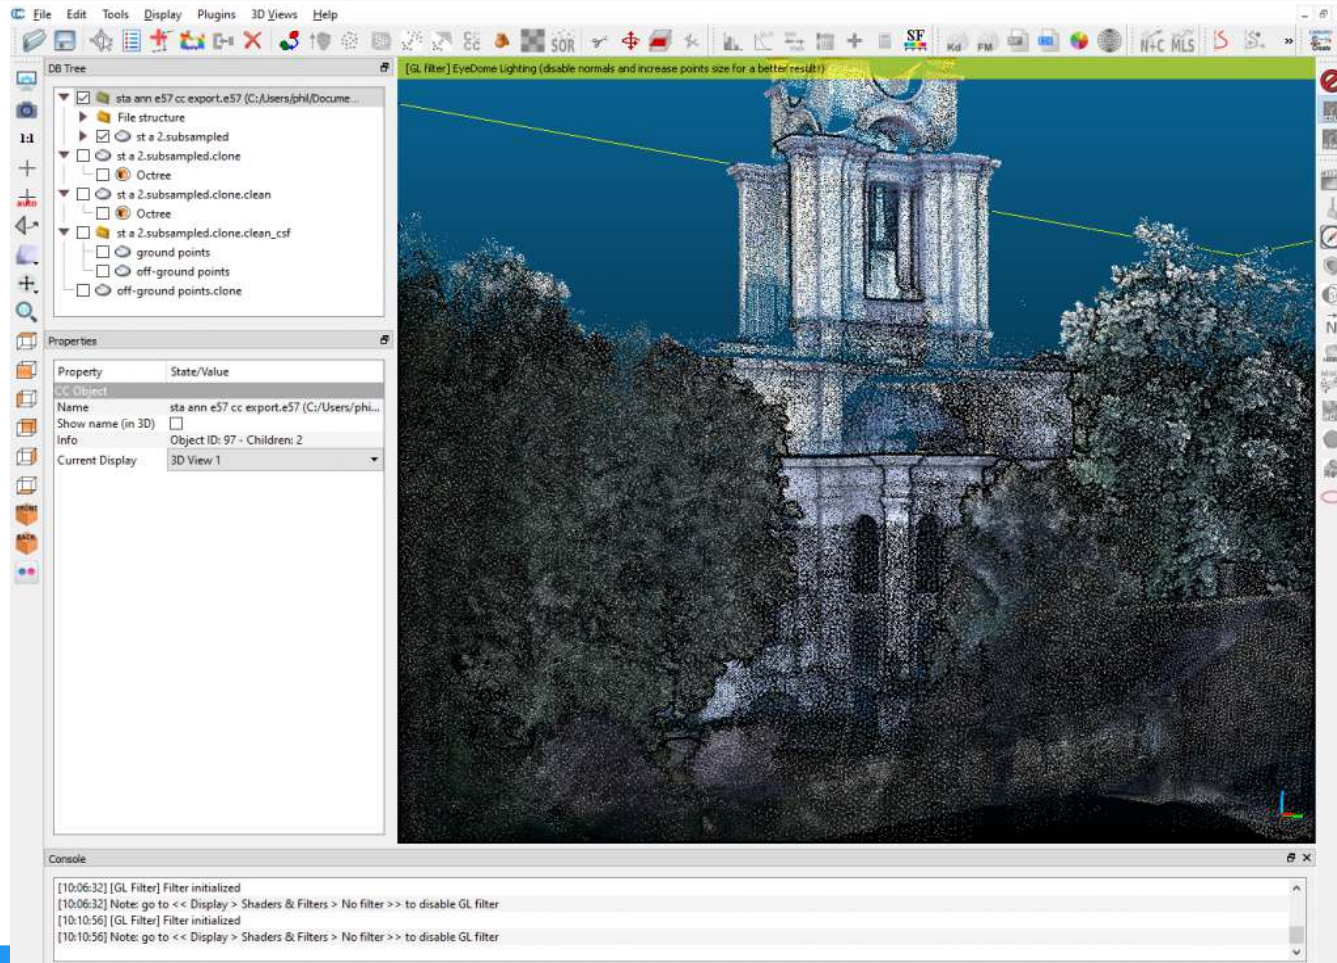 File Edit Tools Display Plugins 3D Views Help
SOR SF Kd FM N+C MLS »
DB Tree
[GL filter] EyeDome Lighting (disable normals and increase points size for a better result!)
sta ann e57 cc export.e57 (C:/Users/phil/Docume...
File structure
st a 2.subsampled
st a 2.subsampled.clone
Octree
st a 2.subsampled.clone.clean
Octree
st a 2.subsampled.clone.clean_csf
ground points
off-ground points
off-ground points.clone
1:1
auto
Properties
Property State/Value
CC Object
Name sta ann e57 cc export.e57 (C:/Users/phi...
Show name (in 3D)
Info Object ID: 97 - Children: 2
Current Display 3D View 1
FRONT
BACK
N
Console
[10:06:32] [GL Filter] Filter initialized
[10:06:32] Note: go to << Display > Shaders & Filters > No filter >> to disable GL filter
[10:10:56] [GL Filter] Filter initialized
[10:10:56] Note: go to << Display > Shaders & Filters > No filter >> to disable GL filter